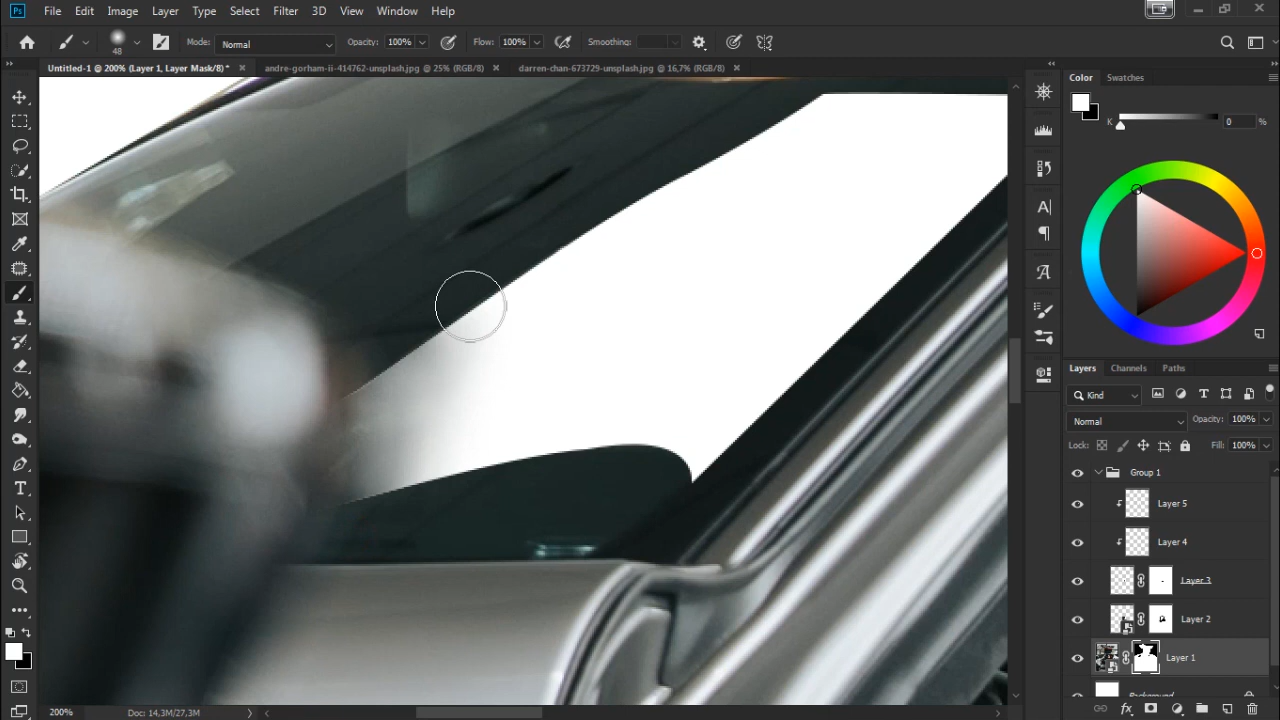 Ps File Edit Image Layer Type Select Filter 3D View Window Help
48 Mode: Normal Opacity: 100% Flow: 100% Smoothing:
Untitled-1 @ 200% (Layer 1, Layer Mask/8) * × andre-gorham-ii-414762-unsplash.jpg @ 25% (RGB/8) × darren-chan-673729-unsplash.jpg @ 16,7% (RGB/8) ×
Color Swatches
K 0 %
Layers Channels Paths
Kind
Normal Opacity: 100%
Lock: Fill: 100%
Group 1
Layer 5
Layer 4
Layer 3
Layer 2
Layer 1
Background
200% Doc: 14,3M/27,3M